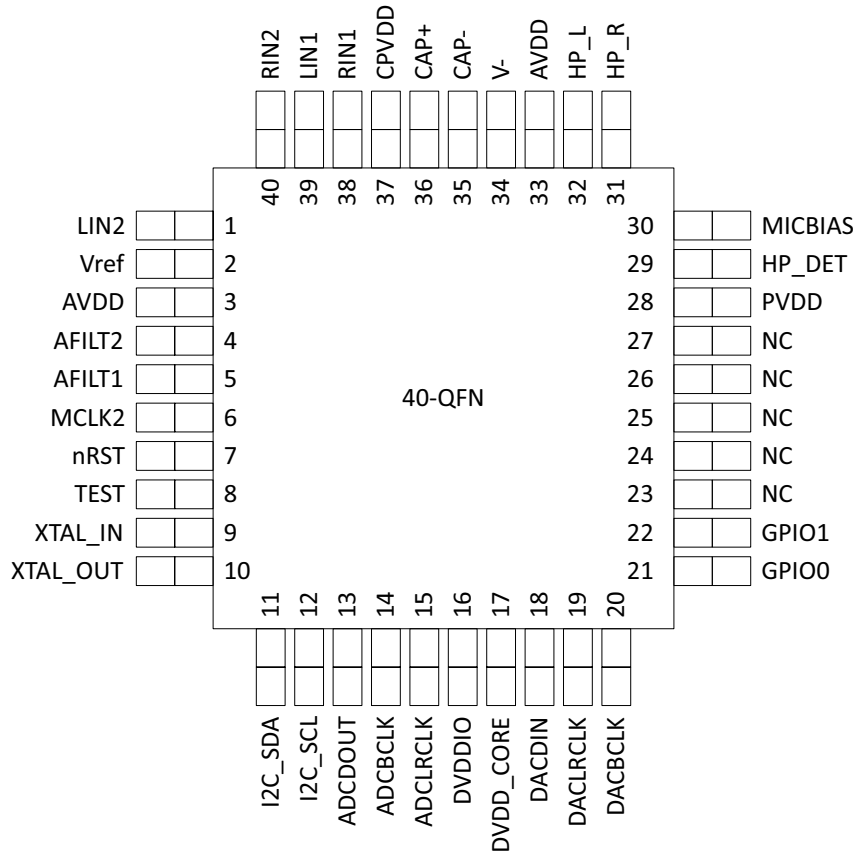 RIN2
LIN1
RIN1
CPVDD
CAP+
CAP-
V-
AVDD
HP_L
HP_R
40
39
38
37
36
35
34
33
32
31
LIN2 1
Vref 2
AVDD 3
AFILT2 4
AFILT1 5
MCLK2 6
nRST 7
TEST 8
XTAL_IN 9
XTAL_OUT 10
40-QFN
30 MICBIAS
29 HP_DET
28 PVDD
27 NC
26 NC
25 NC
24 NC
23 NC
22 GPIO1
21 GPIO0
11
12
13
14
15
16
17
18
19
20
I2C_SDA
I2C_SCL
ADCDOUT
ADCBCLK
ADCLRCLK
DVDDIO
DVDD_CORE
DACDIN
DACLRCLK
DACBCLK